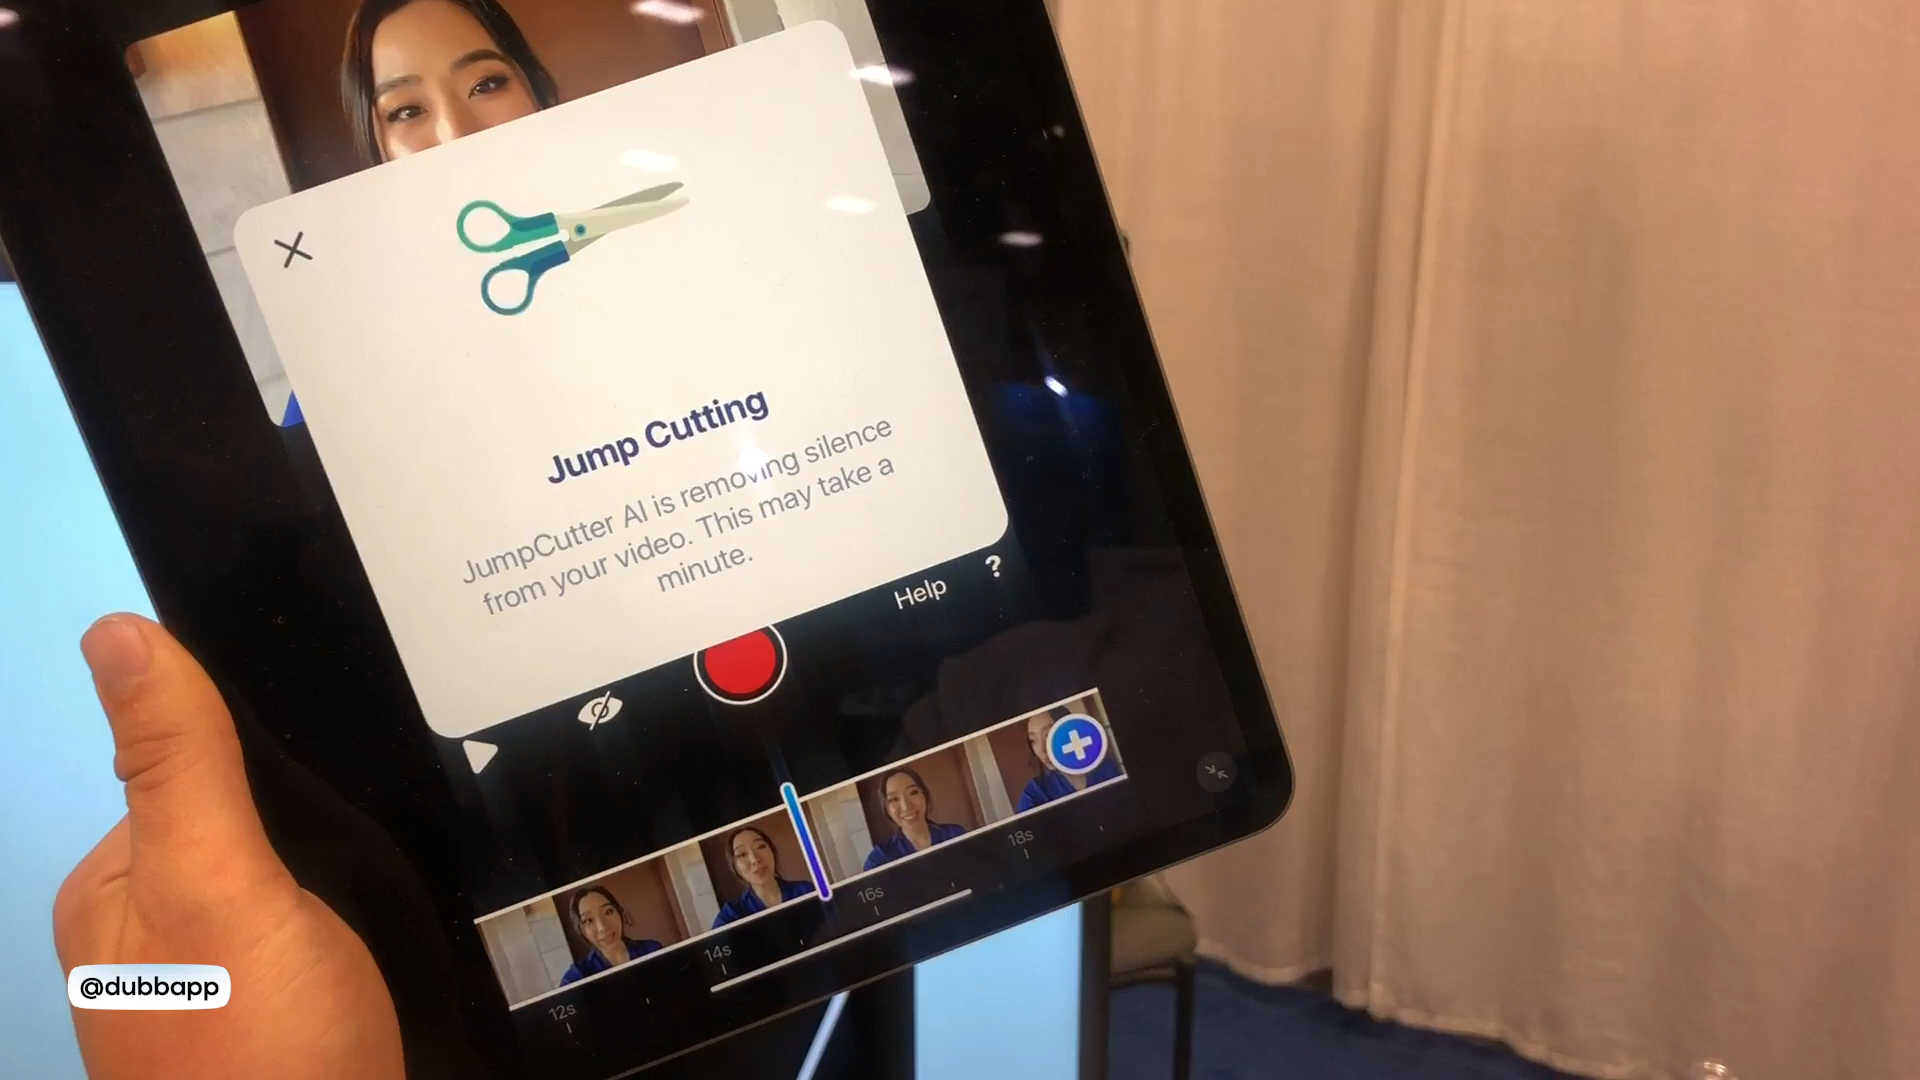 Jump Cutting
JumpCutter AI is removing silence
from your video. This may take a
minute.
Help ?
12s
14s
16s
18s
@dubbapp